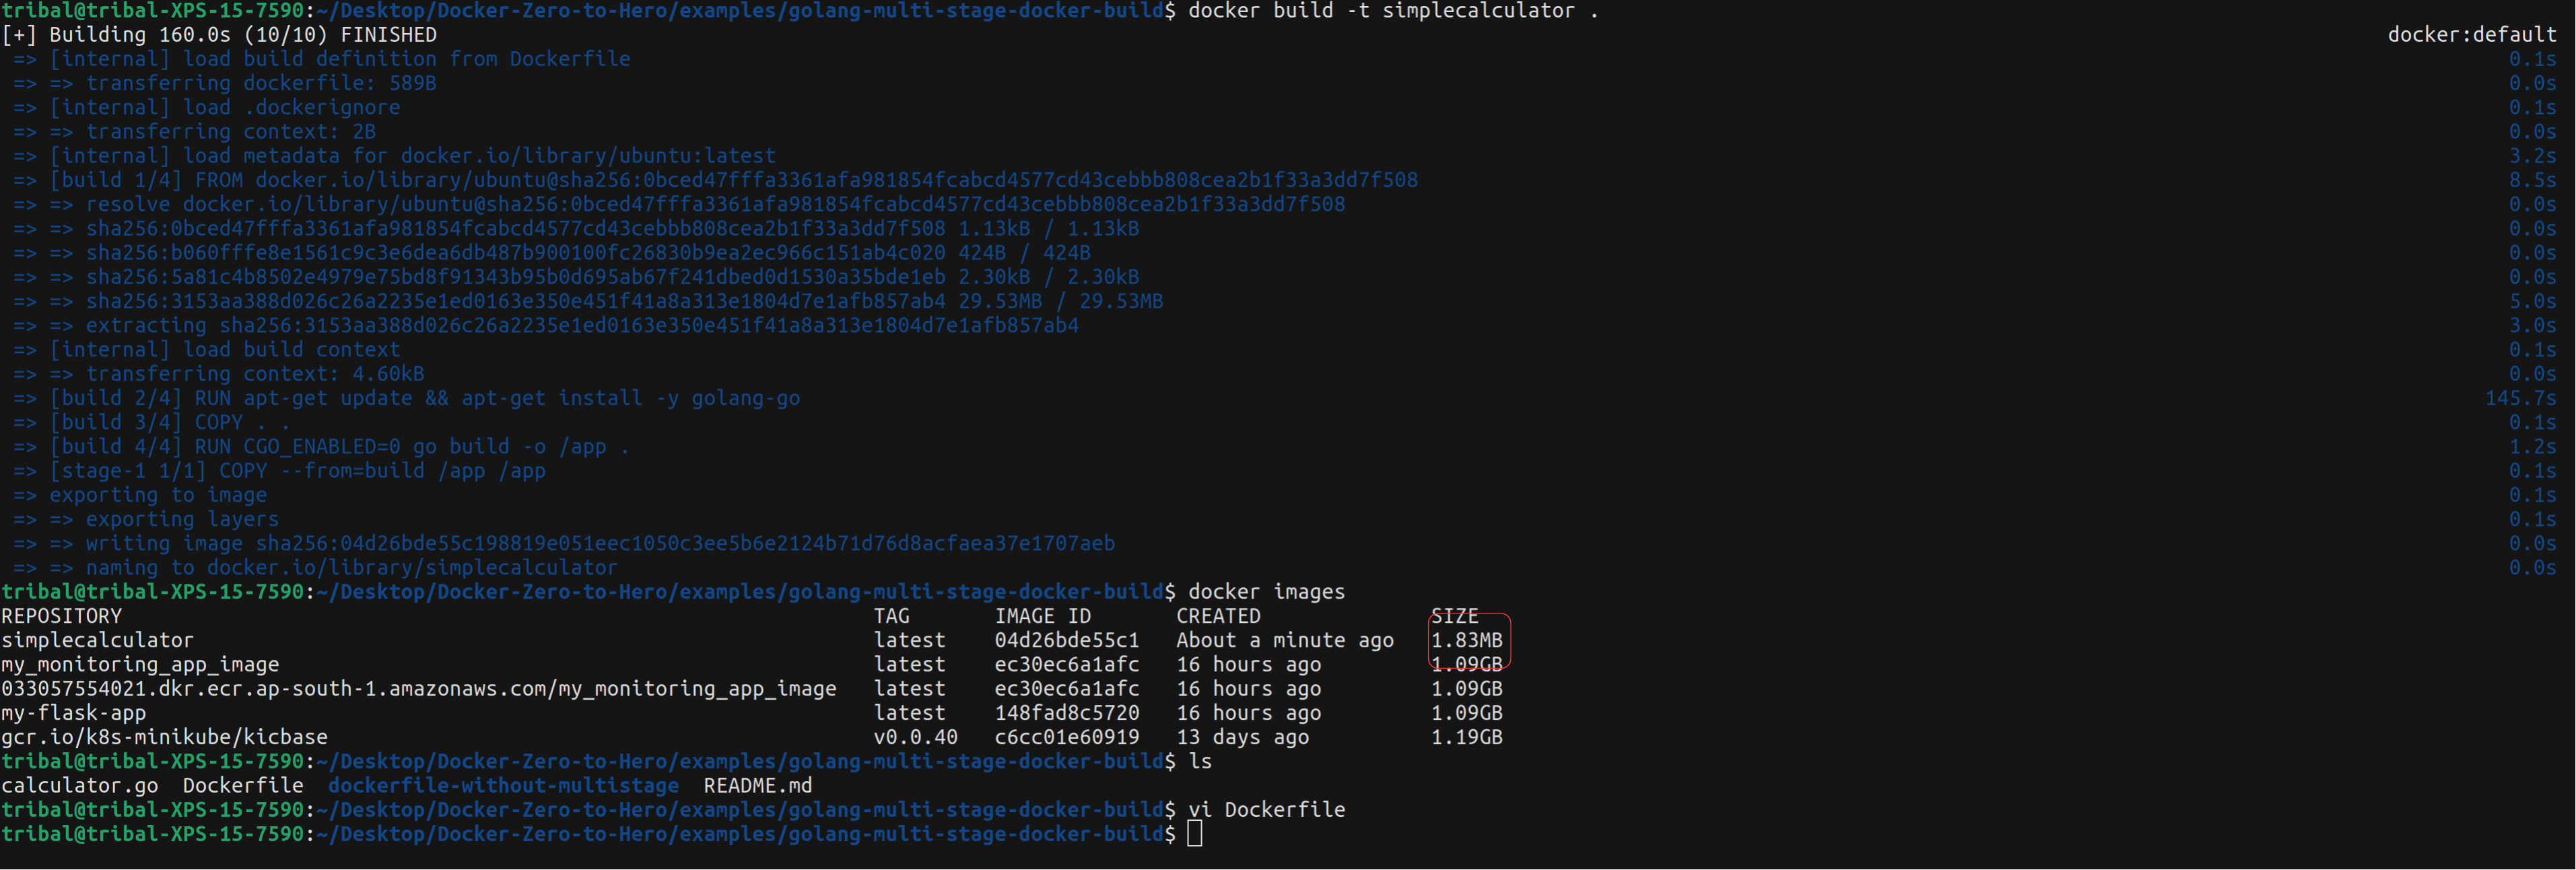 tribal@tribal-XPS-15-7590:~/Desktop/Docker-Zero-to-Hero/examples/golang-multi-stage-docker-build$ docker build -t simplecalculator .
[+] Building 160.0s (10/10) FINISHED docker:default
=> [internal] load build definition from Dockerfile 0.1s
=> => transferring dockerfile: 589B 0.0s
=> [internal] load .dockerignore 0.1s
=> => transferring context: 2B 0.0s
=> [internal] load metadata for docker.io/library/ubuntu:latest 3.2s
=> [build 1/4] FROM docker.io/library/ubuntu@sha256:0bced47fffa3361afa981854fcabcd4577cd43cebbb808cea2b1f33a3dd7f508 8.5s
=> => resolve docker.io/library/ubuntu@sha256:0bced47fffa3361afa981854fcabcd4577cd43cebbb808cea2b1f33a3dd7f508 0.0s
=> => sha256:0bced47fffa3361afa981854fcabcd4577cd43cebbb808cea2b1f33a3dd7f508 1.13kB / 1.13kB 0.0s
=> => sha256:b060fffe8e1561c9c3e6dea6db487b900100fc26830b9ea2ec966c151ab4c020 424B / 424B 0.0s
=> => sha256:5a81c4b8502e4979e75bd8f91343b95b0d695ab67f241dbed0d1530a35bde1eb 2.30kB / 2.30kB 0.0s
=> => sha256:3153aa388d026c26a2235e1ed0163e350e451f41a8a313e1804d7e1afb857ab4 29.53MB / 29.53MB 5.0s
=> => extracting sha256:3153aa388d026c26a2235e1ed0163e350e451f41a8a313e1804d7e1afb857ab4 3.0s
=> [internal] load build context 0.1s
=> => transferring context: 4.60kB 0.0s
=> [build 2/4] RUN apt-get update && apt-get install -y golang-go 145.7s
=> [build 3/4] COPY . . 0.1s
=> [build 4/4] RUN CGO_ENABLED=0 go build -o /app . 1.2s
=> [stage-1 1/1] COPY --from=build /app /app 0.1s
=> exporting to image 0.1s
=> => exporting layers 0.1s
=> => writing image sha256:04d26bde55c198819e051eec1050c3ee5b6e2124b71d76d8acfaea37e1707aeb 0.0s
=> => naming to docker.io/library/simplecalculator 0.0s
tribal@tribal-XPS-15-7590:~/Desktop/Docker-Zero-to-Hero/examples/golang-multi-stage-docker-build$ docker images
REPOSITORY TAG IMAGE ID CREATED SIZE
simplecalculator latest 04d26bde55c1 About a minute ago 1.83MB
my_monitoring_app_image latest ec30ec6a1afc 16 hours ago 1.09GB
033057554021.dkr.ecr.ap-south-1.amazonaws.com/my_monitoring_app_image latest ec30ec6a1afc 16 hours ago 1.09GB
my-flask-app latest 148fad8c5720 16 hours ago 1.09GB
gcr.io/k8s-minikube/kicbase v0.0.40 c6cc01e60919 13 days ago 1.19GB
tribal@tribal-XPS-15-7590:~/Desktop/Docker-Zero-to-Hero/examples/golang-multi-stage-docker-build$ ls
calculator.go Dockerfile dockerfile-without-multistage README.md
tribal@tribal-XPS-15-7590:~/Desktop/Docker-Zero-to-Hero/examples/golang-multi-stage-docker-build$ vi Dockerfile
tribal@tribal-XPS-15-7590:~/Desktop/Docker-Zero-to-Hero/examples/golang-multi-stage-docker-build$